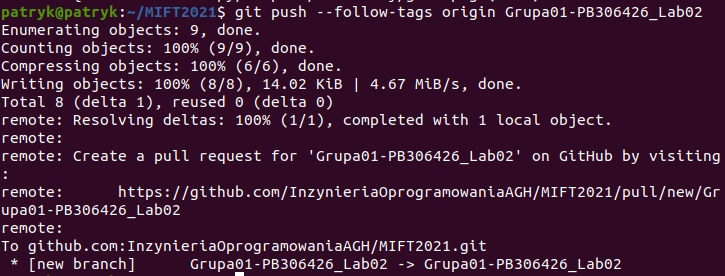 patryk@patryk:~/MIFT2021$ git push --follow-tags origin Grupa01-PB306426_Lab02
Enumerating objects: 9, done.
Counting objects: 100% (9/9), done.
Compressing objects: 100% (6/6), done.
Writing objects: 100% (8/8), 14.02 KiB | 4.67 MiB/s, done.
Total 8 (delta 1), reused 0 (delta 0)
remote: Resolving deltas: 100% (1/1), completed with 1 local object.
remote:
remote: Create a pull request for 'Grupa01-PB306426_Lab02' on GitHub by visiting
:
remote:      https://github.com/InzynieriaOprogramowaniaAGH/MIFT2021/pull/new/Gr
upa01-PB306426_Lab02
remote:
To github.com:InzynieriaOprogramowaniaAGH/MIFT2021.git
 * [new branch]      Grupa01-PB306426_Lab02 -> Grupa01-PB306426_Lab02